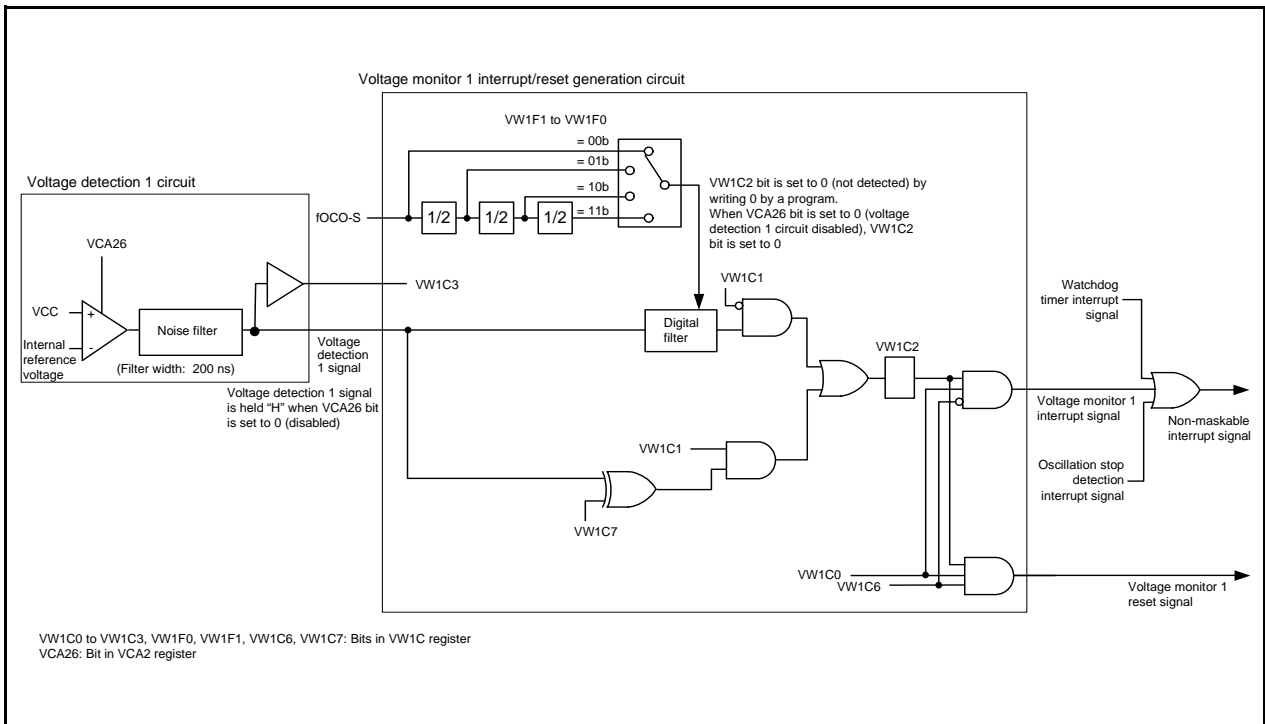 Voltage monitor 1 interrupt/reset generation circuit
VW1F1 to VW1F0
= 00b
= 01b
= 10b
= 11b
Voltage detection 1 circuit
fOCO-S
1/2
1/2
1/2
VW1C2 bit is set to 0 (not detected) by
writing 0 by a program.
When VCA26 bit is set to 0 (voltage
detection 1 circuit disabled), VW1C2
bit is set to 0
VCA26
VW1C3
VW1C1
Watchdog
timer interrupt
signal
VCC
+
-
Internal
reference
voltage
Noise filter
(Filter width: 200 ns)
Voltage
detection
1 signal
Digital
filter
VW1C2
Voltage detection 1 signal
is held “H” when VCA26 bit
is set to 0 (disabled)
Voltage monitor 1
interrupt signal
Non-maskable
interrupt signal
VW1C1
Oscillation stop
detection
interrupt signal
VW1C7
VW1C0
VW1C6
Voltage monitor 1
reset signal
VW1C0 to VW1C3, VW1F0, VW1F1, VW1C6, VW1C7: Bits in VW1C register
VCA26: Bit in VCA2 register